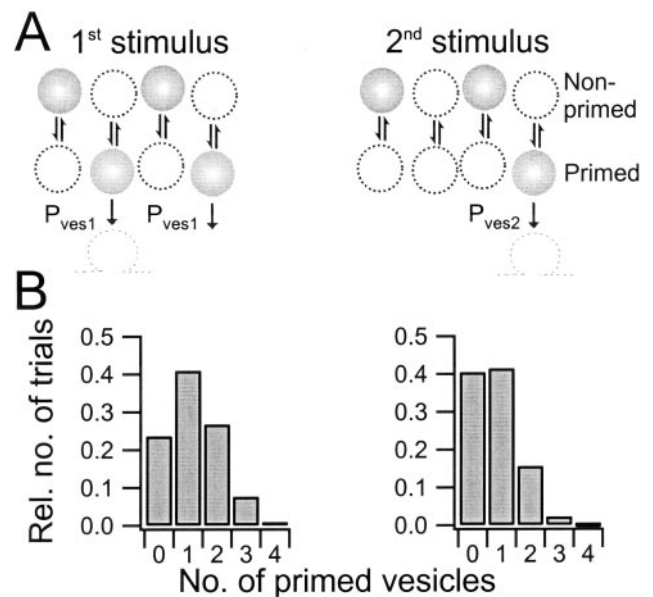 A
1st stimulus
2nd stimulus
Non-
primed
Primed
Pves1
Pves1
Pves2
B
Rel. no. of trials
0.5
0.4
0.3
0.2
0.1
0.0
0 1 2 3 4
0.5
0.4
0.3
0.2
0.1
0.0
0 1 2 3 4
No. of primed vesicles